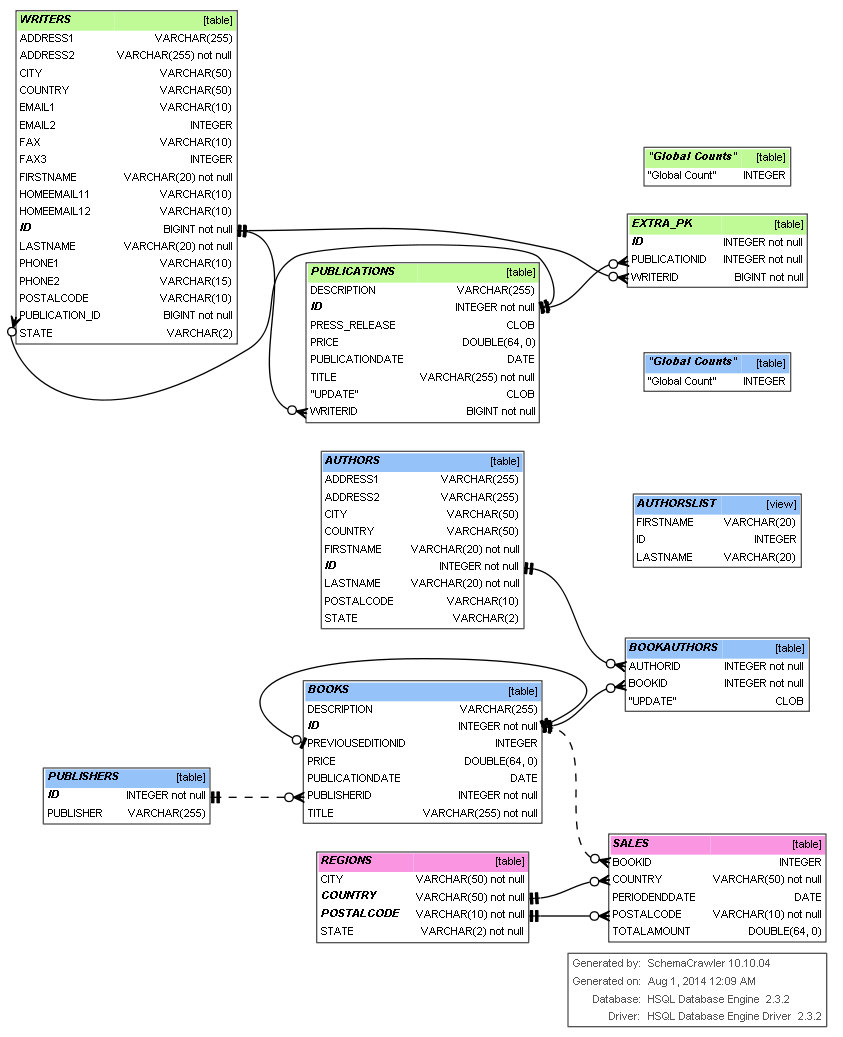 WRITERS [table]
ADDRESS1 VARCHAR(255)
ADDRESS2 VARCHAR(255) not null
CITY VARCHAR(50)
COUNTRY VARCHAR(50)
EMAIL1 VARCHAR(10)
EMAIL2 INTEGER
FAX VARCHAR(10)
FAX3 INTEGER
FIRSTNAME VARCHAR(20) not null
HOMEEMAIL11 VARCHAR(10)
HOMEEMAIL12 VARCHAR(10)
ID BIGINT not null
LASTNAME VARCHAR(20) not null
PHONE1 VARCHAR(10)
PHONE2 VARCHAR(15)
POSTALCODE VARCHAR(10)
PUBLICATION_ID BIGINT not null
STATE VARCHAR(2)
"Global Counts" [table]
"Global Count" INTEGER
EXTRA_PK [table]
ID INTEGER not null
PUBLICATIONID INTEGER not null
WRITERID BIGINT not null
PUBLICATIONS [table]
DESCRIPTION VARCHAR(255)
ID INTEGER not null
PRESS_RELEASE CLOB
PRICE DOUBLE(64, 0)
PUBLICATIONDATE DATE
TITLE VARCHAR(255) not null
"UPDATE" CLOB
WRITERID BIGINT not null
"Global Counts" [table]
"Global Count" INTEGER
AUTHORS [table]
ADDRESS1 VARCHAR(255)
ADDRESS2 VARCHAR(255)
CITY VARCHAR(50)
COUNTRY VARCHAR(50)
FIRSTNAME VARCHAR(20) not null
ID INTEGER not null
LASTNAME VARCHAR(20) not null
POSTALCODE VARCHAR(10)
STATE VARCHAR(2)
AUTHORSLIST [view]
FIRSTNAME VARCHAR(20)
ID INTEGER
LASTNAME VARCHAR(20)
BOOKAUTHORS [table]
AUTHORID INTEGER not null
BOOKID INTEGER not null
"UPDATE" CLOB
BOOKS [table]
DESCRIPTION VARCHAR(255)
ID INTEGER not null
PREVIOUSEDITIONID INTEGER
PRICE DOUBLE(64, 0)
PUBLICATIONDATE DATE
PUBLISHERID INTEGER not null
TITLE VARCHAR(255) not null
PUBLISHERS [table]
ID INTEGER not null
PUBLISHER VARCHAR(255)
REGIONS [table]
CITY VARCHAR(50) not null
COUNTRY VARCHAR(50) not null
POSTALCODE VARCHAR(10) not null
STATE VARCHAR(2) not null
SALES [table]
BOOKID INTEGER
COUNTRY VARCHAR(50) not null
PERIODENDDATE DATE
POSTALCODE VARCHAR(10) not null
TOTALAMOUNT DOUBLE(64, 0)
Generated by: SchemaCrawler 10.10.04
Generated on: Aug 1, 2014 12:09 AM
Database: HSQL Database Engine 2.3.2
Driver: HSQL Database Engine Driver 2.3.2